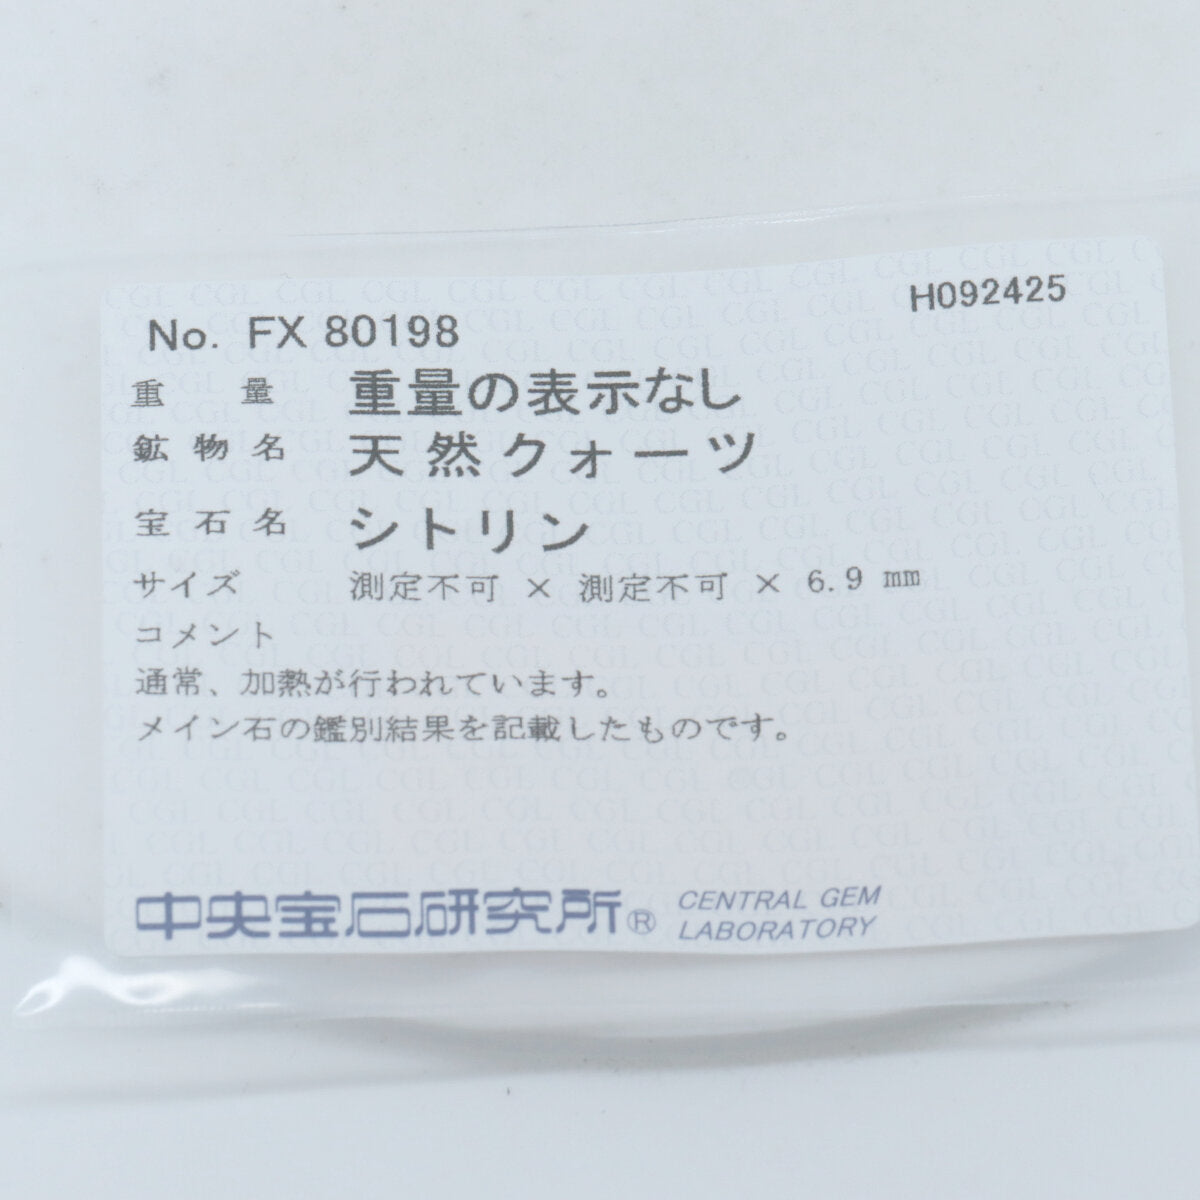 H092425
No. FX 80198
重量 重量の表示なし
鉱物名 天然クォーツ
宝石名 シトリン
サイズ 測定不可 × 測定不可 × 6.9 mm
コメント
通常、加熱が行われています。
メイン石の鑑別結果を記載したものです。
中央宝石研究所® CENTRAL GEM
LABORATORY